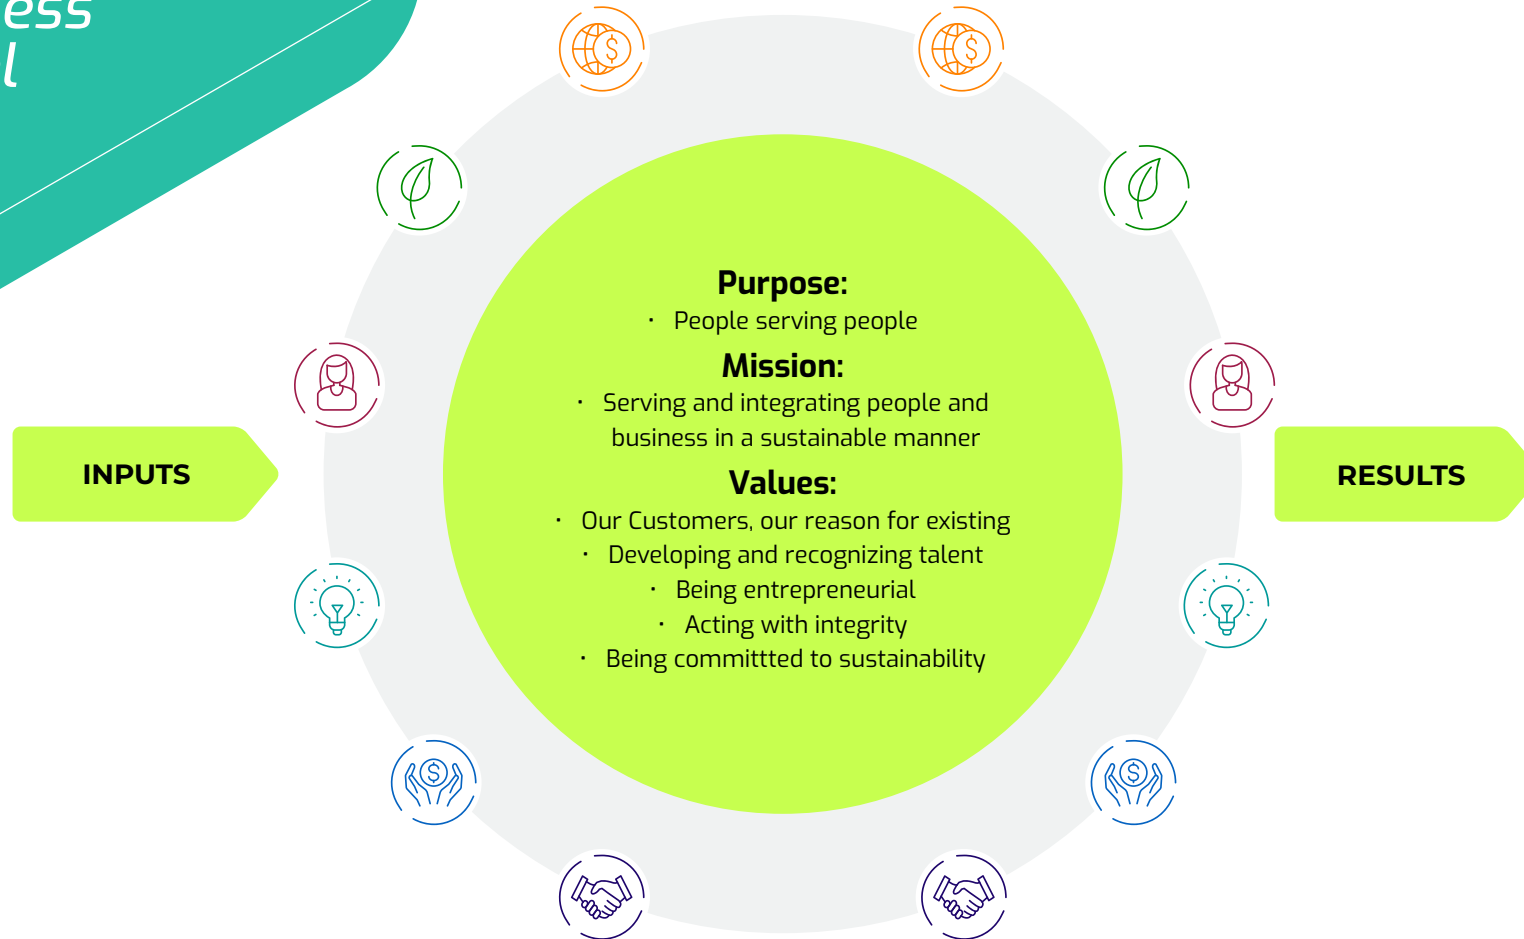 ess
l
Purpose:
· People serving people
Mission:
· Serving and integrating people and
business in a sustainable manner
Values:
· Our Customers, our reason for existing
· Developing and recognizing talent
· Being entrepreneurial
· Acting with integrity
· Being committted to sustainability
INPUTS
RESULTS